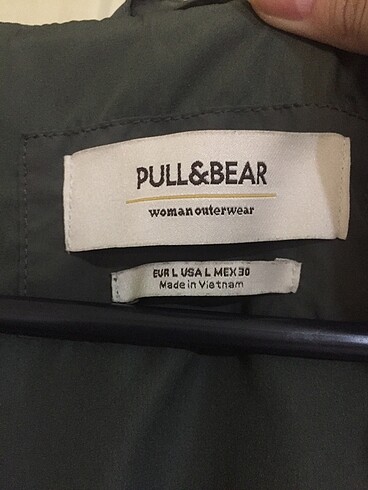 PULL&BEAR
woman outerwear
EUR L USA L MEX 30
Made in Vietnam